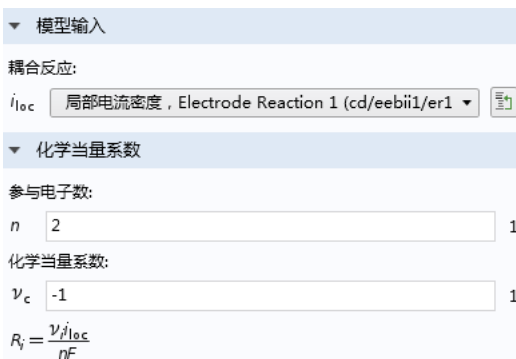 模型输入
耦合反应:
iloc 局部电流密度，Electrode Reaction 1 (cd/eebii1/er1
化学当量系数
参与电子数:
n 2 1
化学当量系数:
νc -1 1
Ri = νiiloc / nF